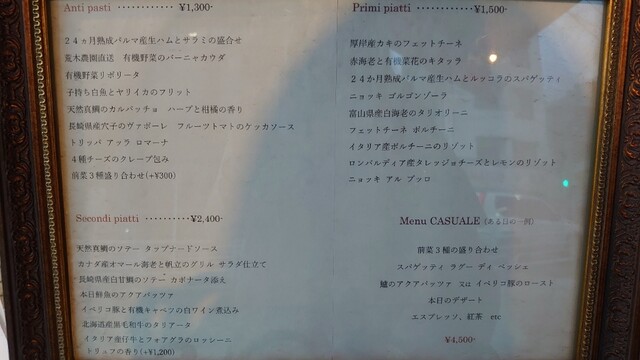 Anti pasti ··········· ¥1,300·
２４ヵ月熟成パルマ産生ハムとサラミの盛合せ
荒木農園直送　有機野菜のバーニャカウダ
有機野菜リボリータ
子持ち白魚とヤリイカのフリット
天然真鯛のカルパッチョ　ハーブと柑橘の香り
長崎県産穴子のヴァポーレ　フルーツトマトのケッカソース
トリッパ アッラ ロマーナ
４種チーズのクレープ包み
前菜３種盛り合わせ(+¥300)
Secondi piatti ·········· ¥2,400·
天然真鯛のソテー タップナードソース
カナダ産オマール海老と帆立のグリル サラダ仕立て
長崎県産白甘鯛のソテー カポナータ添え
本日鮮魚のアクアパッツァ
イベリコ豚と有機キャベツの白ワイン煮込み
北海道産黒毛和牛のタリアータ
イタリア産仔牛とフォアグラのロッシーニ
トリュフの香り(+¥1,200)
Primi piatti ············ ¥1,500·
厚岸産カキのフェットチーネ
赤海老と有機菜花のキタッラ
２４か月熟成パルマ産生ハムとルッコラのスパゲッティ
ニョッキ ゴルゴンゾーラ
富山県産白海老のタリオリーニ
フェットチーネ ポルチーニ
イタリア産ポルチーニのリゾット
ロンバルディア産タレッジョチーズとレモンのリゾット
ニョッキ アル ブッコ
Menu CASUALE (ある日の一例)
前菜３種の盛り合わせ
スパゲッティ ラグー ディ ペッシェ
鱸のアクアパッツァ 又は イベリコ豚のロースト
本日のデザート
エスプレッソ、紅茶　etc
¥4,500·